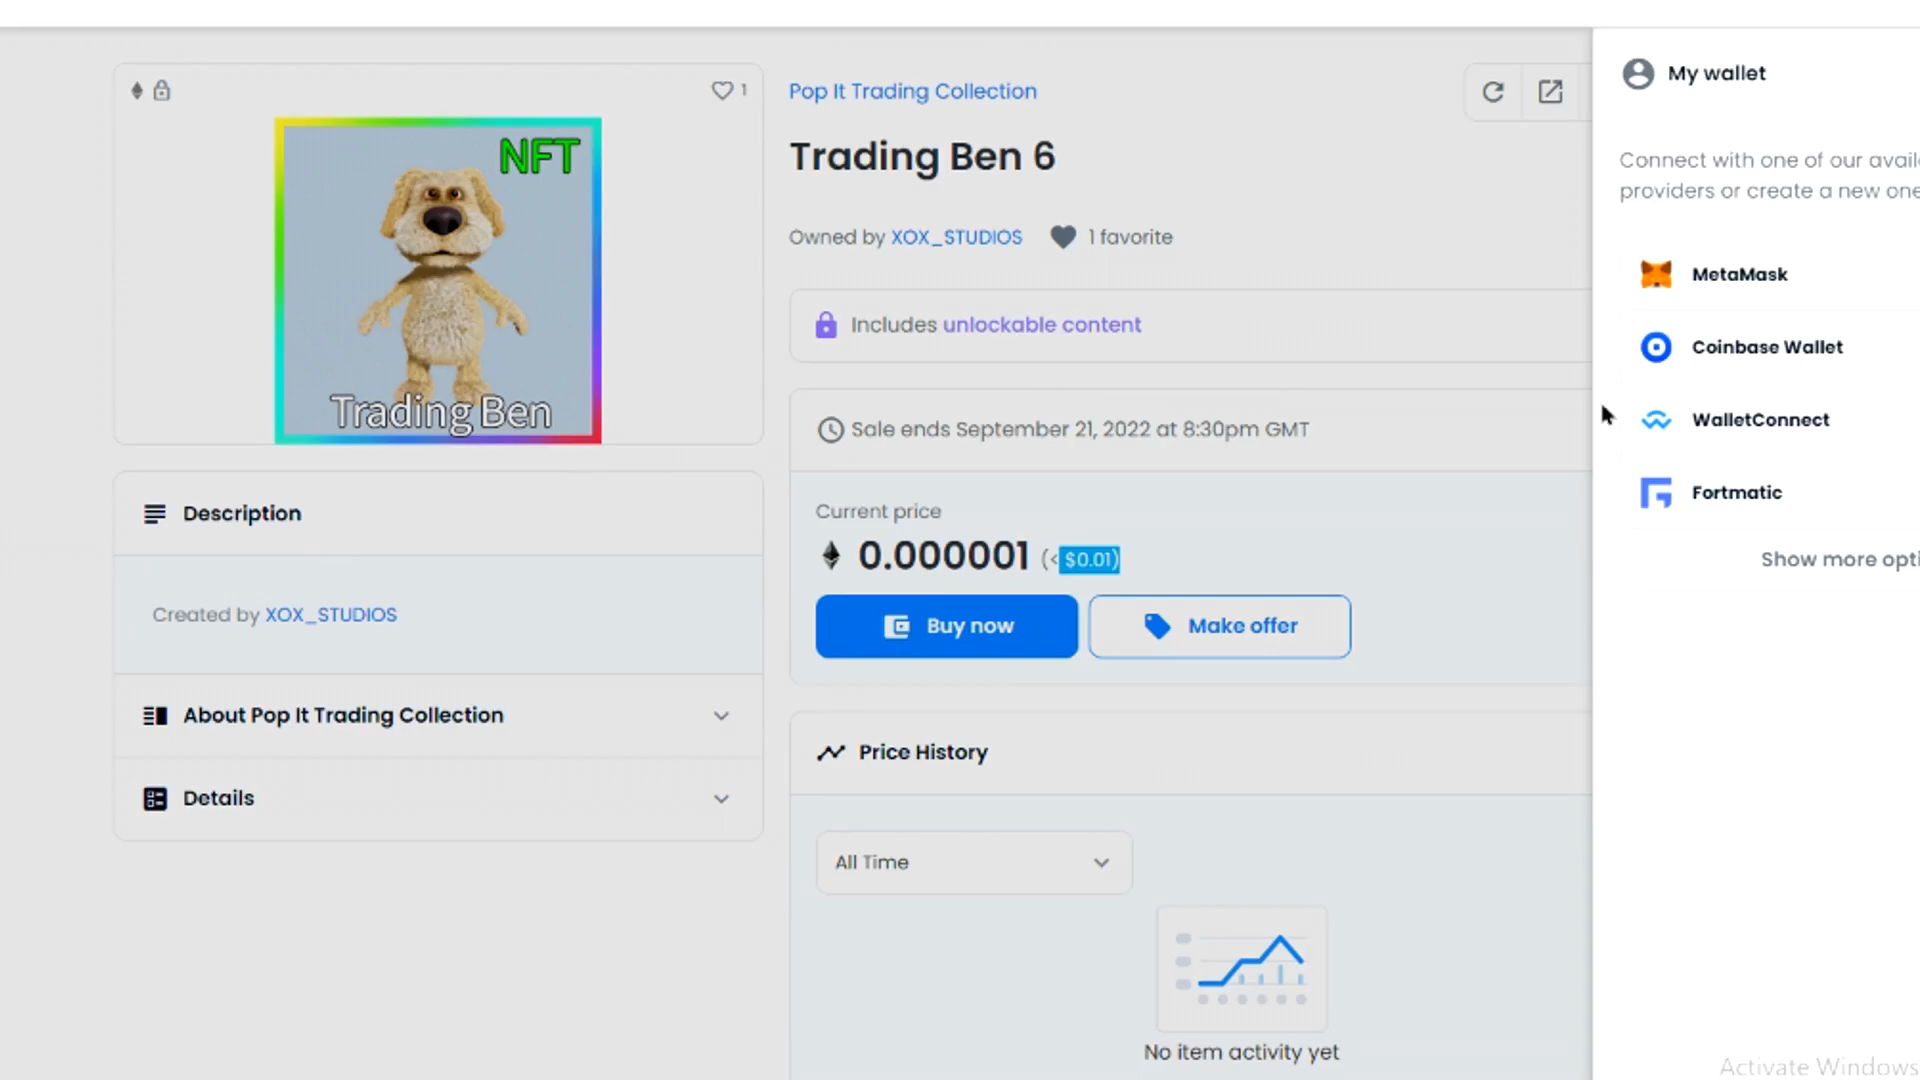 1
NFT
Trading Ben
Description
Created by XOX_STUDIOS
About Pop It Trading Collection
Details
Pop It Trading Collection
Trading Ben 6
Owned by XOX_STUDIOS
1 favorite
Includes unlockable content
Sale ends September 21, 2022 at 8:30pm GMT
Current price
0.000001 (< $0.01)
Buy now
Make offer
Price History
All Time
No item activity yet
My wallet
Connect with one of our avail
providers or create a new one
MetaMask
Coinbase Wallet
WalletConnect
Fortmatic
Show more opti
Activate Windows